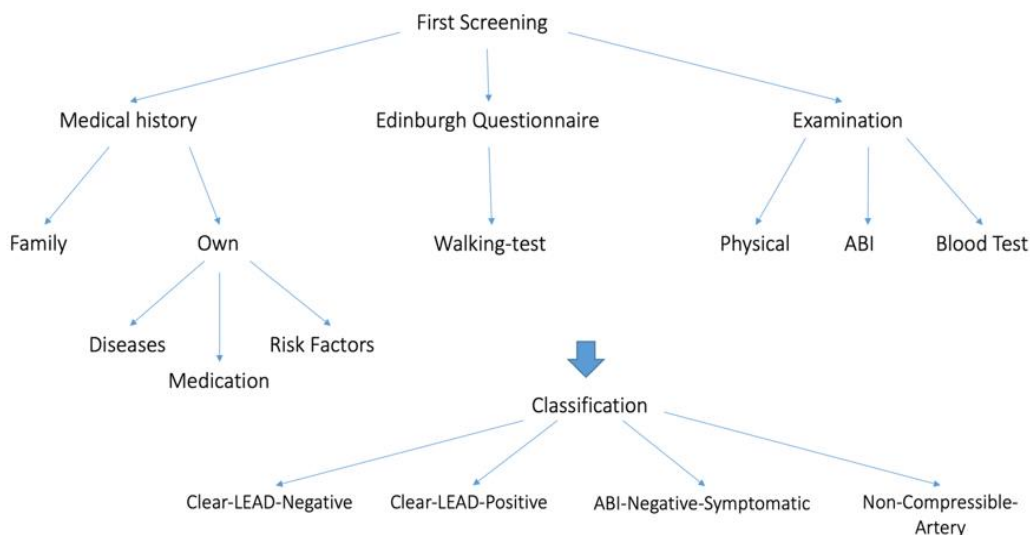 First Screening
Medical history
Edinburgh Questionnaire
Examination
Family
Own
Walking-test
Physical
ABI
Blood Test
Diseases
Risk Factors
Medication
Classification
Clear-LEAD-Negative
Clear-LEAD-Positive
ABI-Negative-Symptomatic
Non-Compressible-
Artery